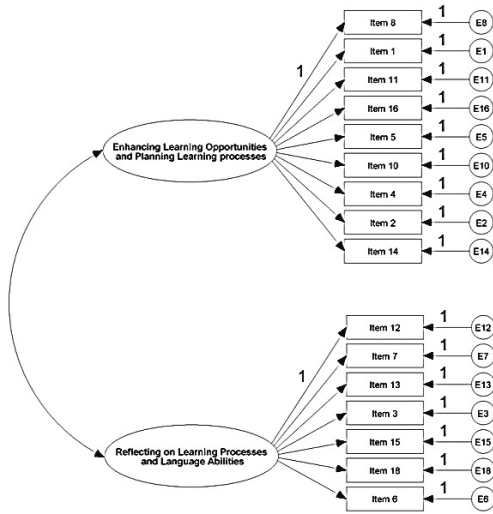 Item 8
1
E8
Item 1
1
E1
1
Item 11
1
E11
Item 16
1
E16
Item 5
1
E5
Enhancing Learning Opportunities
and Planning Learning processes
Item 10
1
E10
Item 4
1
E4
Item 2
1
E2
Item 14
1
E14
Item 12
1
E12
Item 7
1
E7
1
Item 13
1
E13
Item 3
1
E3
Item 15
1
E15
Reflecting on Learning Processes
and Language Abilities
Item 18
1
E18
Item 6
1
E6